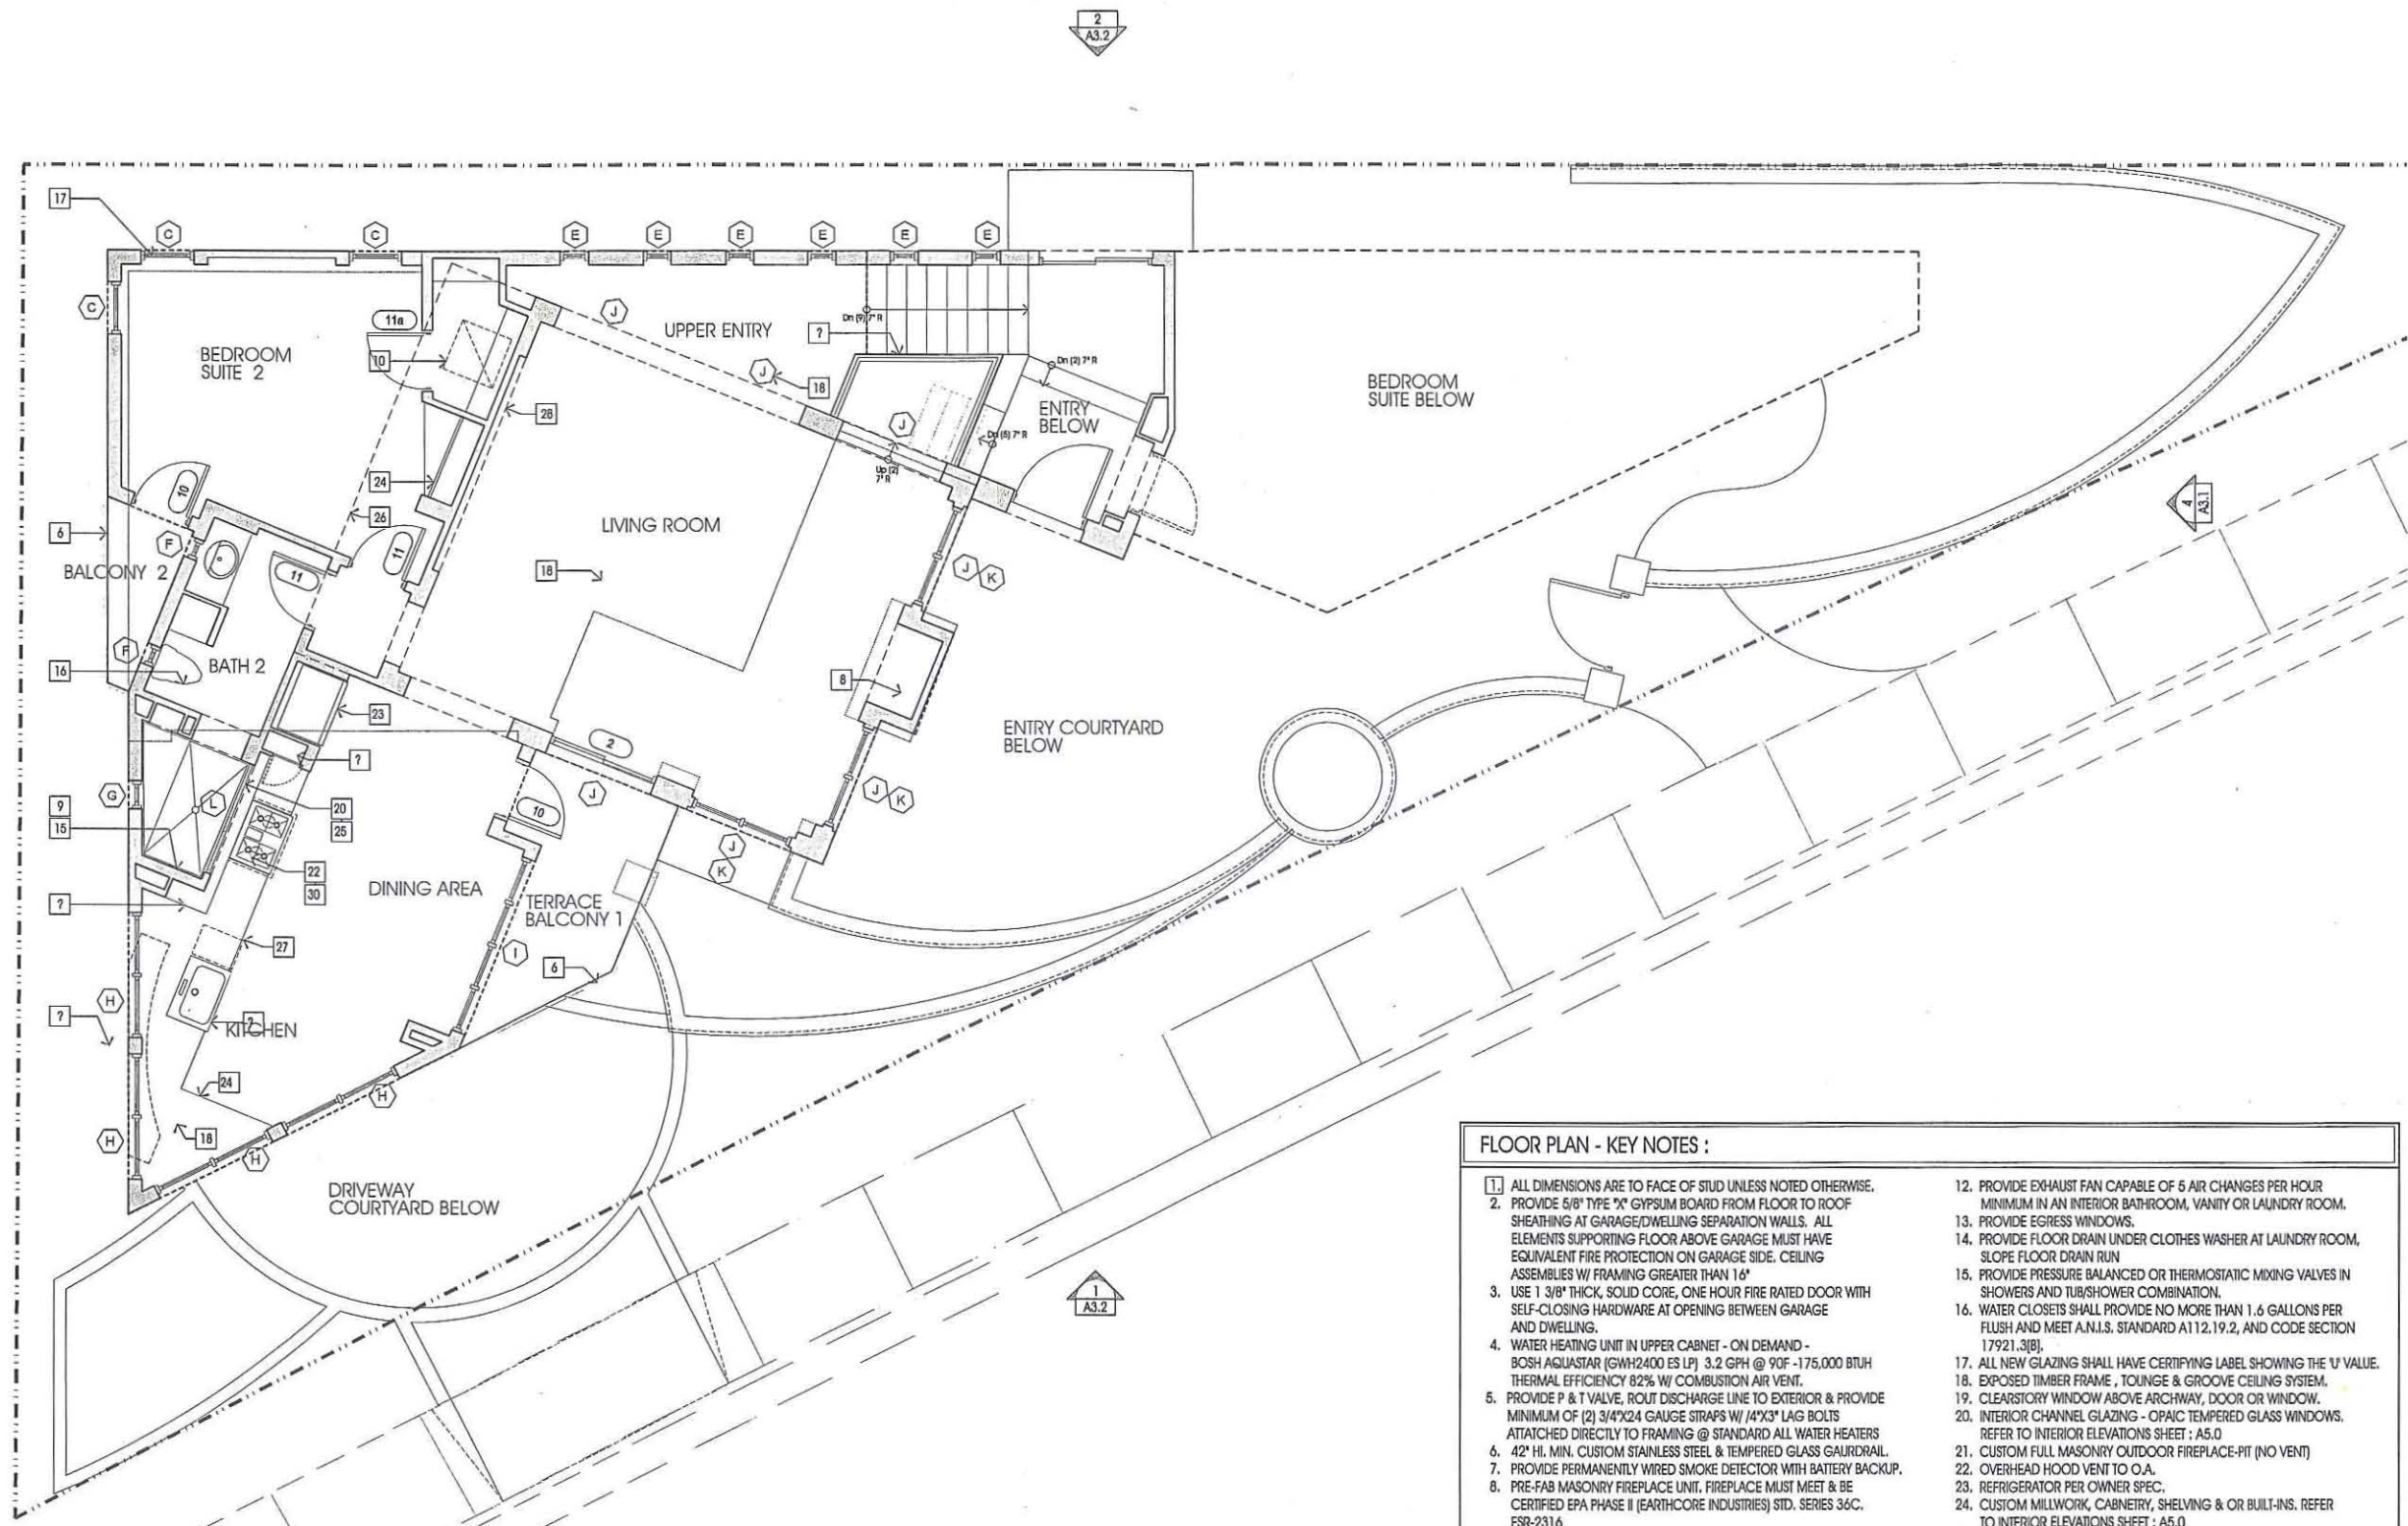 2
A3.2
17
C
C
E
E
E
E
E
E
C
11a
10
BEDROOM
SUITE 2
UPPER ENTRY
J
?
Dn (9) 7" R
J
18
Dn (2) 7" R
ENTRY
BELOW
BEDROOM
SUITE BELOW
28
J
Dn (5) 7" R
Up (2)
7" R
10
24
26
6
F
11
11
LIVING ROOM
18
BALCONY 2
J
K
4
A3.1
F
16
BATH 2
8
23
2
ENTRY COURTYARD
BELOW
?
9
15
G
L
20
25
J
10
J
K
22
30
J
K
DINING AREA
TERRACE
BALCONY 1
?
27
I
6
H
?
?
KITCHEN
24
H
H
18
H
DRIVEWAY
COURTYARD BELOW
1
A3.2
FLOOR PLAN - KEY NOTES :
1. ALL DIMENSIONS ARE TO FACE OF STUD UNLESS NOTED OTHERWISE.
2. PROVIDE 5/8" TYPE "X" GYPSUM BOARD FROM FLOOR TO ROOF
SHEATHING AT GARAGE/DWELLING SEPARATION WALLS. ALL
ELEMENTS SUPPORTING FLOOR ABOVE GARAGE MUST HAVE
EQUIVALENT FIRE PROTECTION ON GARAGE SIDE. CEILING
ASSEMBLIES W/ FRAMING GREATER THAN 16"
3. USE 1 3/8" THICK, SOLID CORE, ONE HOUR FIRE RATED DOOR WITH
SELF-CLOSING HARDWARE AT OPENING BETWEEN GARAGE
AND DWELLING.
4. WATER HEATING UNIT IN UPPER CABNET - ON DEMAND -
BOSH AQUASTAR (GWH2400 ES LP) 3.2 GPH @ 90F -175,000 BTUH
THERMAL EFFICIENCY 82% W/ COMBUSTION AIR VENT.
5. PROVIDE P & T VALVE, ROUT DISCHARGE LINE TO EXTERIOR & PROVIDE
MINIMUM OF (2) 3/4"X24 GAUGE STRAPS W/ /4"X3" LAG BOLTS
ATTATCHED DIRECTLY TO FRAMING @ STANDARD ALL WATER HEATERS
6. 42" HI. MIN. CUSTOM STAINLESS STEEL & TEMPERED GLASS GAURDRAIL.
7. PROVIDE PERMANENTLY WIRED SMOKE DETECTOR WITH BATTERY BACKUP.
8. PRE-FAB MASONRY FIREPLACE UNIT. FIREPLACE MUST MEET & BE
CERTIFIED EPA PHASE II (EARTHCORE INDUSTRIES) STD. SERIES 36C.
ESR-2316
12. PROVIDE EXHAUST FAN CAPABLE OF 5 AIR CHANGES PER HOUR
MINIMUM IN AN INTERIOR BATHROOM, VANITY OR LAUNDRY ROOM.
13. PROVIDE EGRESS WINDOWS.
14. PROVIDE FLOOR DRAIN UNDER CLOTHES WASHER AT LAUNDRY ROOM,
SLOPE FLOOR DRAIN RUN
15. PROVIDE PRESSURE BALANCED OR THERMOSTATIC MIXING VALVES IN
SHOWERS AND TUB/SHOWER COMBINATION.
16. WATER CLOSETS SHALL PROVIDE NO MORE THAN 1.6 GALLONS PER
FLUSH AND MEET A.N.I.S. STANDARD A112.19.2, AND CODE SECTION
17921.3(B).
17. ALL NEW GLAZING SHALL HAVE CERTIFYING LABEL SHOWING THE 'U' VALUE.
18. EXPOSED TIMBER FRAME , TOUNGE & GROOVE CEILING SYSTEM.
19. CLEARSTORY WINDOW ABOVE ARCHWAY, DOOR OR WINDOW.
20. INTERIOR CHANNEL GLAZING - OPAIC TEMPERED GLASS WINDOWS.
REFER TO INTERIOR ELEVATIONS SHEET : A5.0
21. CUSTOM FULL MASONRY OUTDOOR FIREPLACE-PIT (NO VENT)
22. OVERHEAD HOOD VENT TO O.A.
23. REFRIGERATOR PER OWNER SPEC.
24. CUSTOM MILLWORK, CABNETRY, SHELVING & OR BUILT-INS. REFER
TO INTERIOR ELEVATIONS SHEET : A5.0